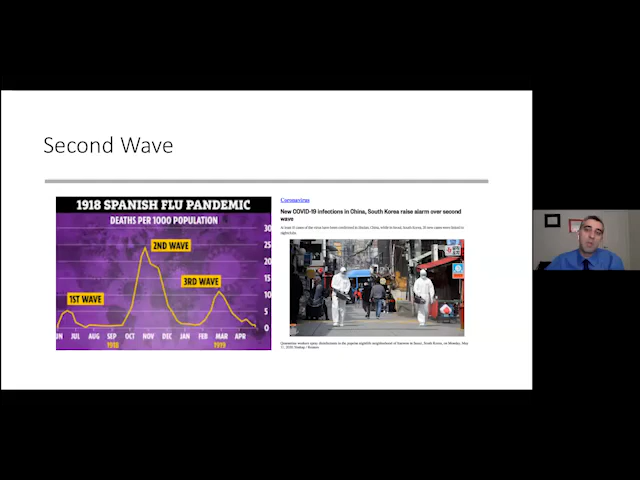 Second Wave
1918 SPANISH FLU PANDEMIC
DEATHS PER 1000 POPULATION
30
25
20
15
10
5
0
2ND WAVE
3RD WAVE
1ST WAVE
UN JUL AUG SEP OCT NOV DEC JAN FEB MAR APR
1918 1919
Coronavirus
New COVID-19 infections in China, South Korea raise alarm over second
wave